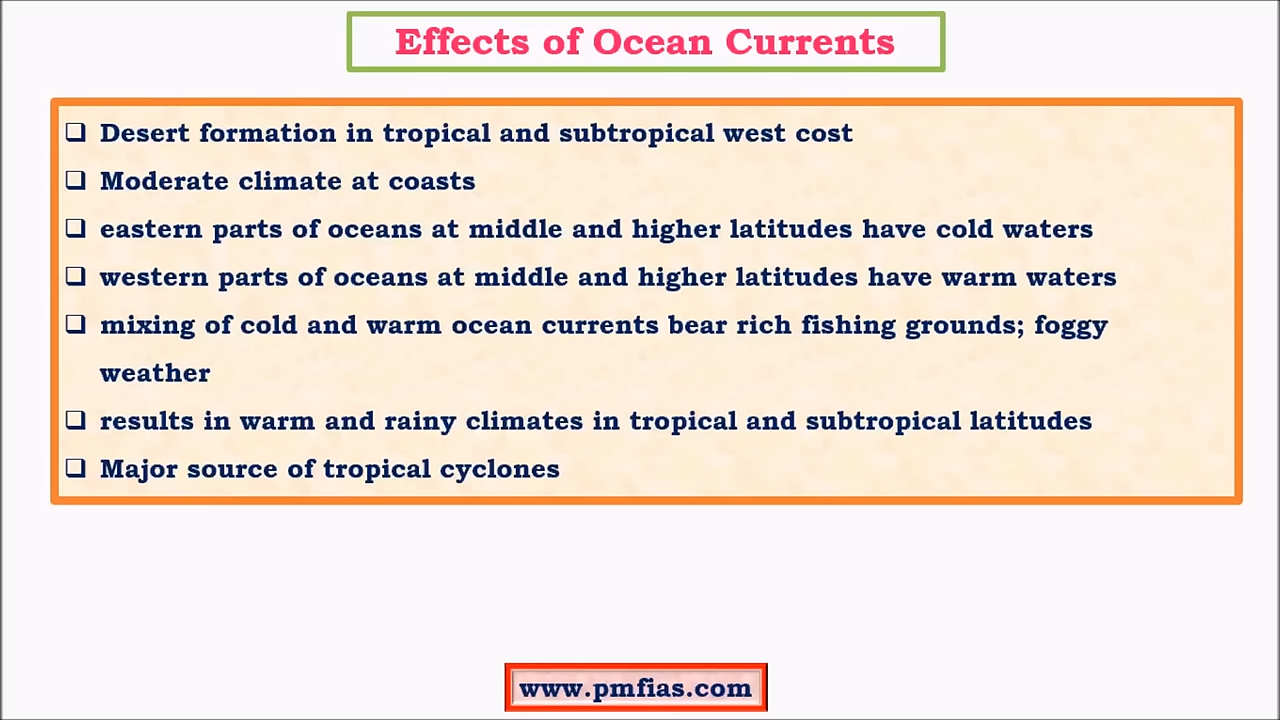 Effects of Ocean Currents
❑ Desert formation in tropical and subtropical west cost
❑ Moderate climate at coasts
❑ eastern parts of oceans at middle and higher latitudes have cold waters
❑ western parts of oceans at middle and higher latitudes have warm waters
❑ mixing of cold and warm ocean currents bear rich fishing grounds; foggy
weather
❑ results in warm and rainy climates in tropical and subtropical latitudes
❑ Major source of tropical cyclones
www.pmfias.com